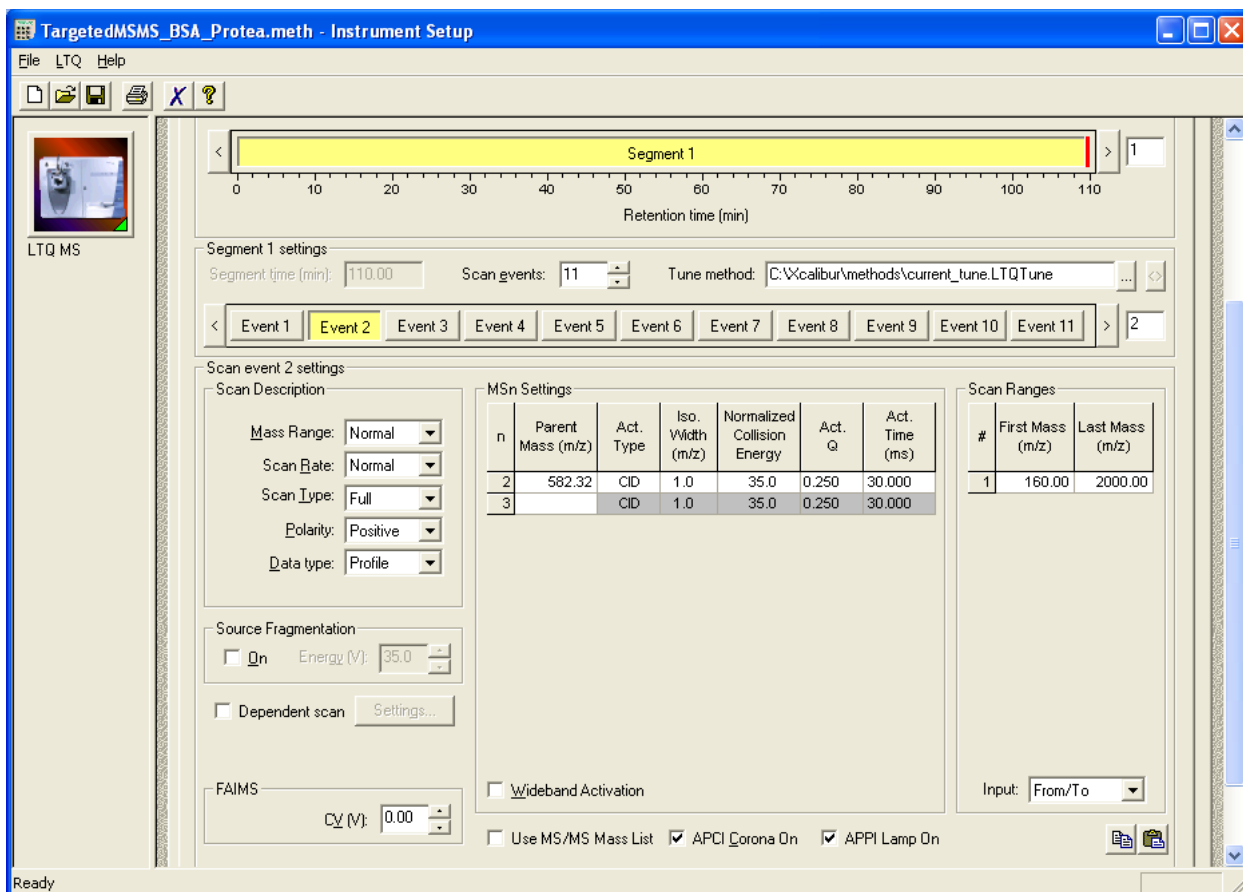 TargetedMSMS_BSA_Protea.meth - Instrument Setup
File LTQ Help
LTQ MS
Segment 1
1
0 10 20 30 40 50 60 70 80 90 100 110
Retention time (min)
Segment 1 settings
Segment time (min): 110.00 Scan events: 11 Tune method: C:\Xcalibur\methods\current_tune.LTQTune ... <>
< Event 1 Event 2 Event 3 Event 4 Event 5 Event 6 Event 7 Event 8 Event 9 Event 10 Event 11 > 2
Scan event 2 settings
Scan Description
Mass Range: Normal
Scan Rate: Normal
Scan Type: Full
Polarity: Positive
Data type: Profile
Source Fragmentation
On Energy (V): 35.0
Dependent scan Settings...
FAIMS
CV (V): 0.00
MSn Settings
n Parent Mass (m/z) Act. Type Iso. Width (m/z) Normalized Collision Energy Act. Q Act. Time (ms)
2 582.32 CID 1.0 35.0 0.250 30.000
3 CID 1.0 35.0 0.250 30.000
Wideband Activation
Use MS/MS Mass List APCI Corona On APPI Lamp On
Scan Ranges
# First Mass (m/z) Last Mass (m/z)
1 160.00 2000.00
Input: From/To
Ready